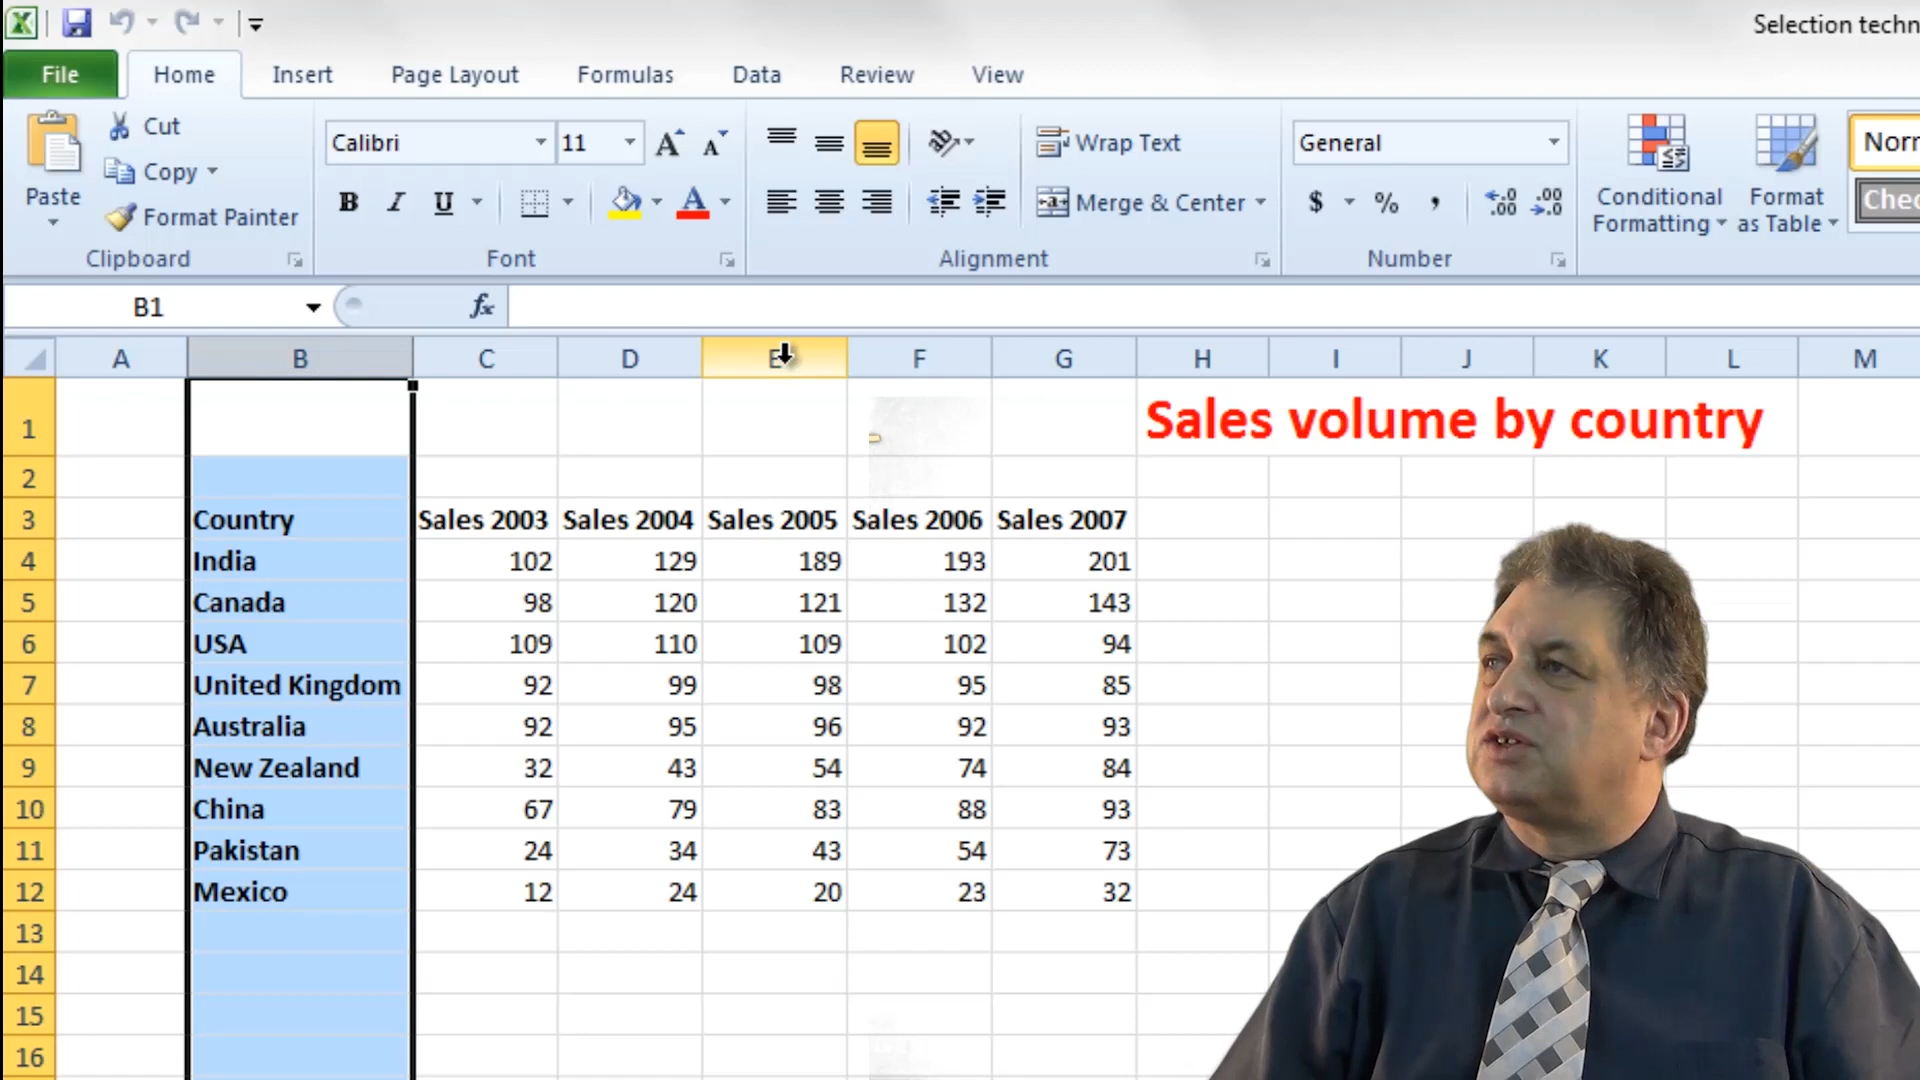 Selection techn
File Home Insert Page Layout Formulas Data Review View
Paste
Cut
Copy
Format Painter
Clipboard
Calibri 11
B I U
Font
Wrap Text
Merge & Center
Alignment
General
$ % ,
Number
Conditional Formatting
Format as Table
Norr
Chec
B1 fx
A B C D E F G H I J K L M
1 Sales volume by country
2
3 Country Sales 2003 Sales 2004 Sales 2005 Sales 2006 Sales 2007
4 India 102 129 189 193 201
5 Canada 98 120 121 132 143
6 USA 109 110 109 102 94
7 United Kingdom 92 99 98 95 85
8 Australia 92 95 96 92 93
9 New Zealand 32 43 54 74 84
10 China 67 79 83 88 93
11 Pakistan 24 34 43 54 73
12 Mexico 12 24 20 23 32
13
14
15
16